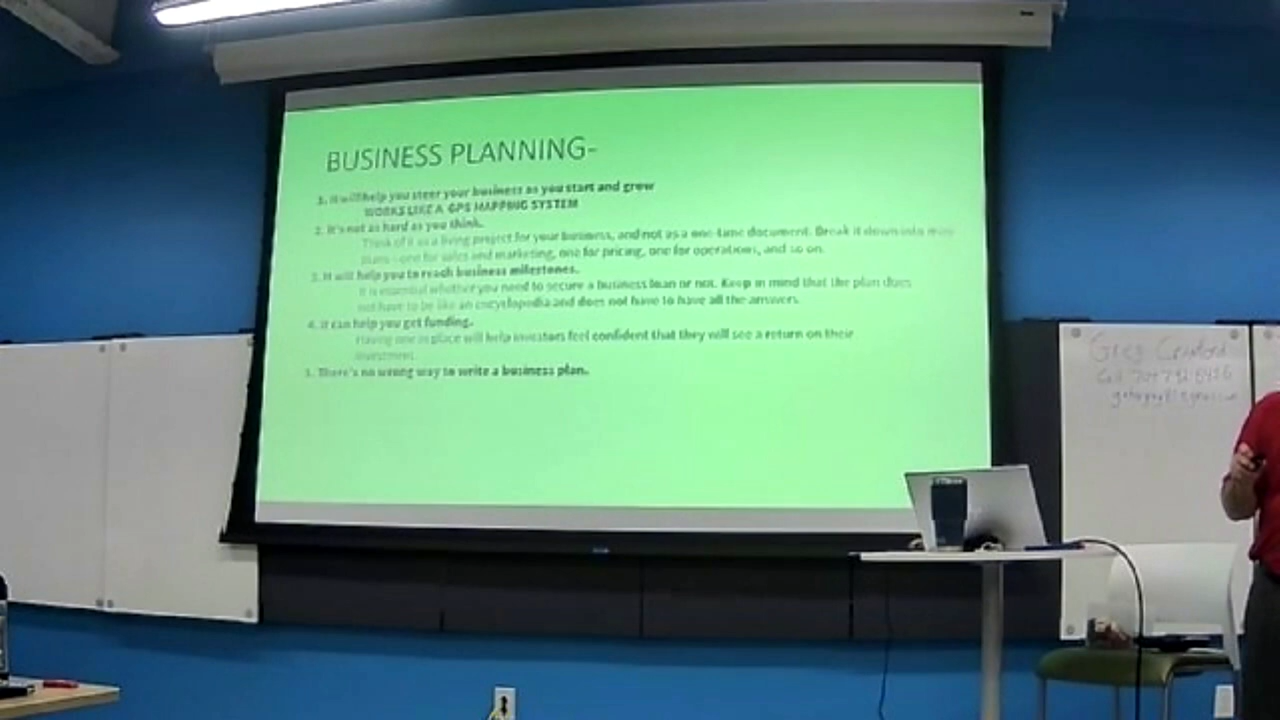 BUSINESS PLANNING-
1. It will help you steer your business as you start and grow
WORKS LIKE A GPS MAPPING SYSTEM
2. It's not as hard as you think.
Think of it as a living project for your business, and not as a one-time document. Break it down into mini
plans - one for sales and marketing, one for pricing, one for operations, and so on.
3. It will help you to reach business milestones.
It is essential whether you need to secure a business loan or not. Keep in mind that the plan does
not have to be like an encyclopedia and does not have to have all the answers.
4. It can help you get funding.
Having one in place will help investors feel confident that they will see a return on their
investment.
5. There's no wrong way to write a business plan.
Greg
Cell